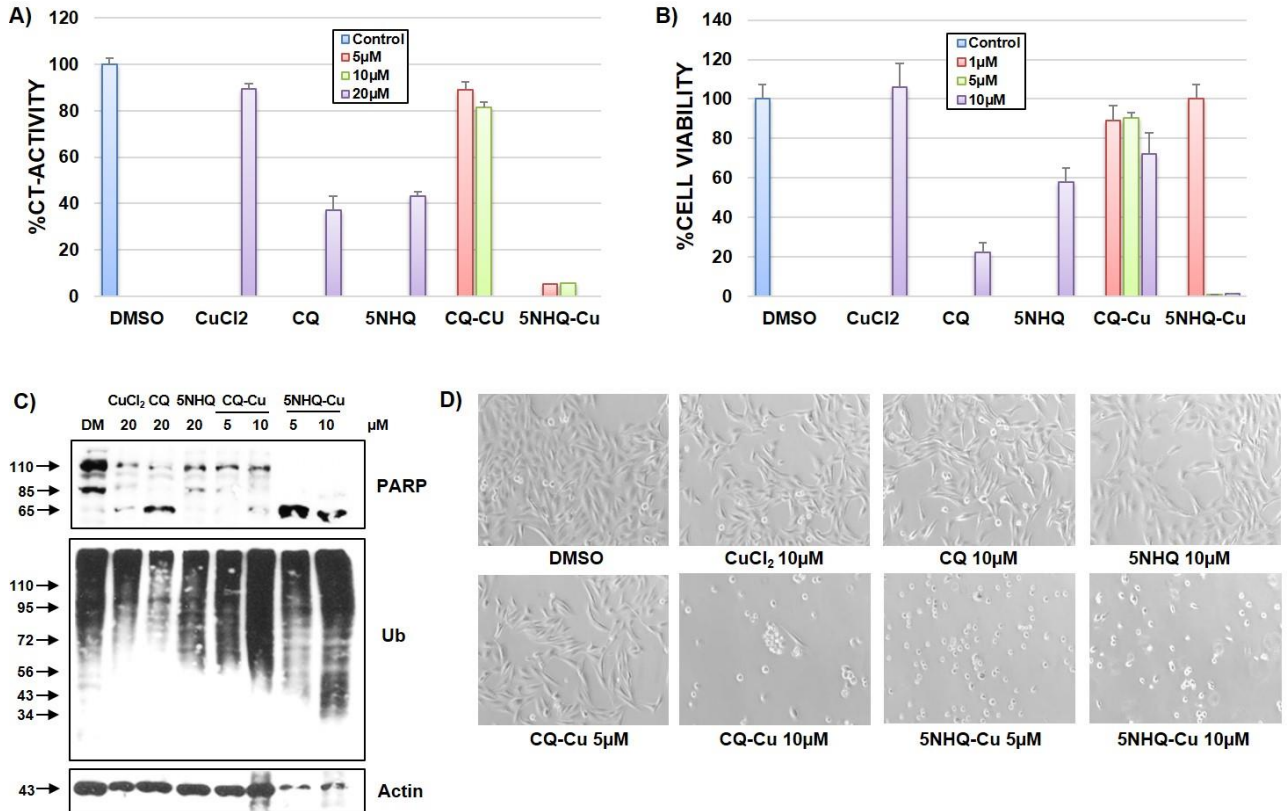 A)
%CT-ACTIVITY
120
100
80
60
40
20
0
Control
5µM
10µM
20µM
DMSO CuCl2 CQ 5NHQ CQ-CU 5NHQ-Cu
B)
%CELL VIABILITY
140
120
100
80
60
40
20
0
Control
1µM
5µM
10µM
DMSO CuCl2 CQ 5NHQ CQ-Cu 5NHQ-Cu
C)
CuCl₂ CQ 5NHQ CQ-Cu 5NHQ-Cu
DM 20 20 20 5 10 5 10 µM
110
85
65
PARP
110
95
72
56
43
34
Ub
43
Actin
D)
DMSO CuCl₂ 10µM CQ 10µM 5NHQ 10µM
CQ-Cu 5µM CQ-Cu 10µM 5NHQ-Cu 5µM 5NHQ-Cu 10µM